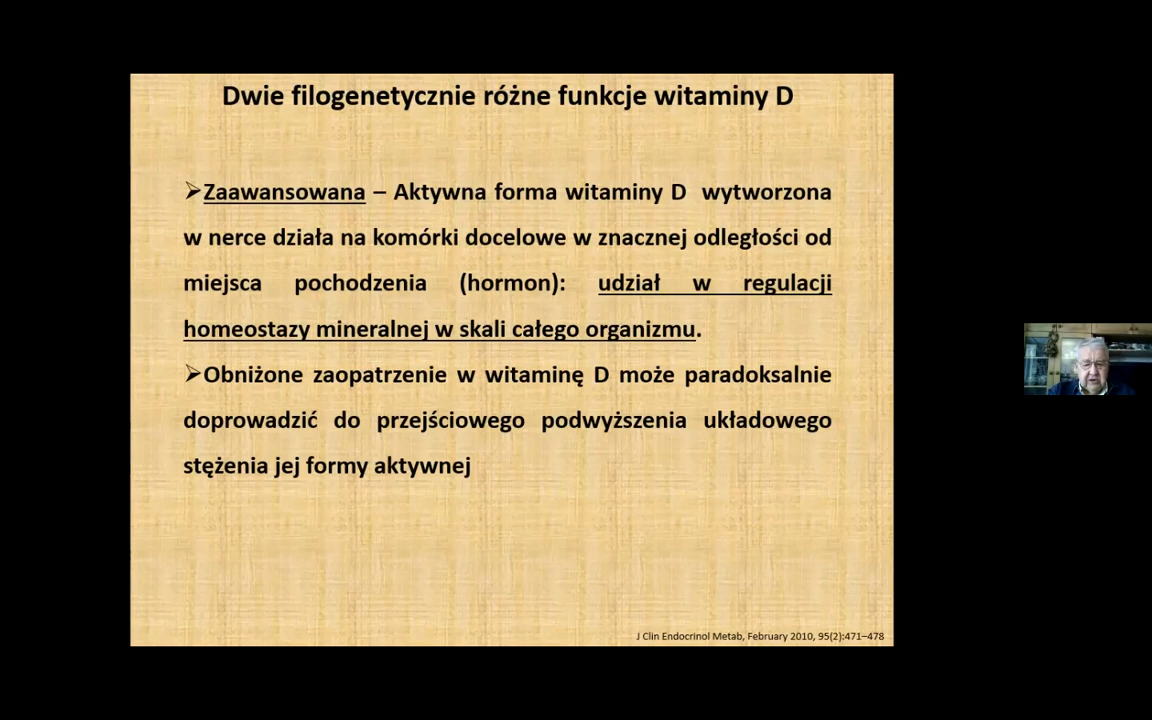 Dwie filogenetycznie różne funkcje witaminy D
➢Zaawansowana – Aktywna forma witaminy D wytworzona
w nerce działa na komórki docelowe w znacznej odległości od
miejsca pochodzenia (hormon): udział w regulacji
homeostazy mineralnej w skali całego organizmu.
➢Obniżone zaopatrzenie w witaminę D może paradoksalnie
doprowadzić do przejściowego podwyższenia układowego
stężenia jej formy aktywnej
J Clin Endocrinol Metab, February 2010, 95(2):471–478